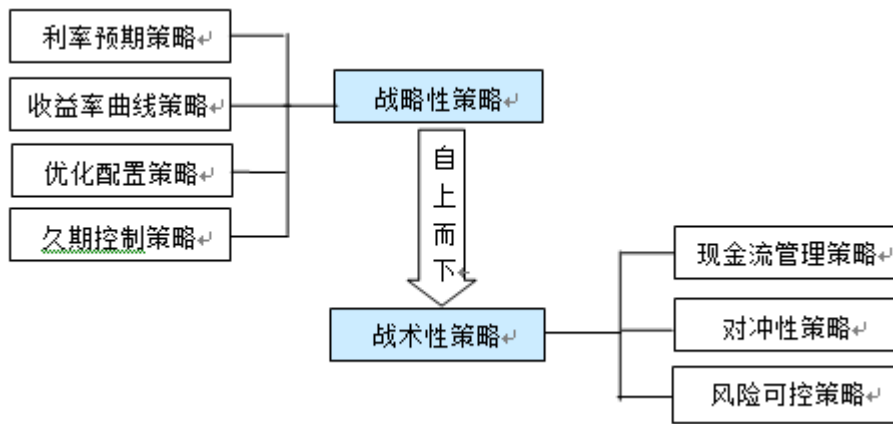 利率预期策略
收益率曲线策略
优化配置策略
久期控制策略
战略性策略
自
上
而
下
战术性策略
现金流管理策略
对冲性策略
风险可控策略